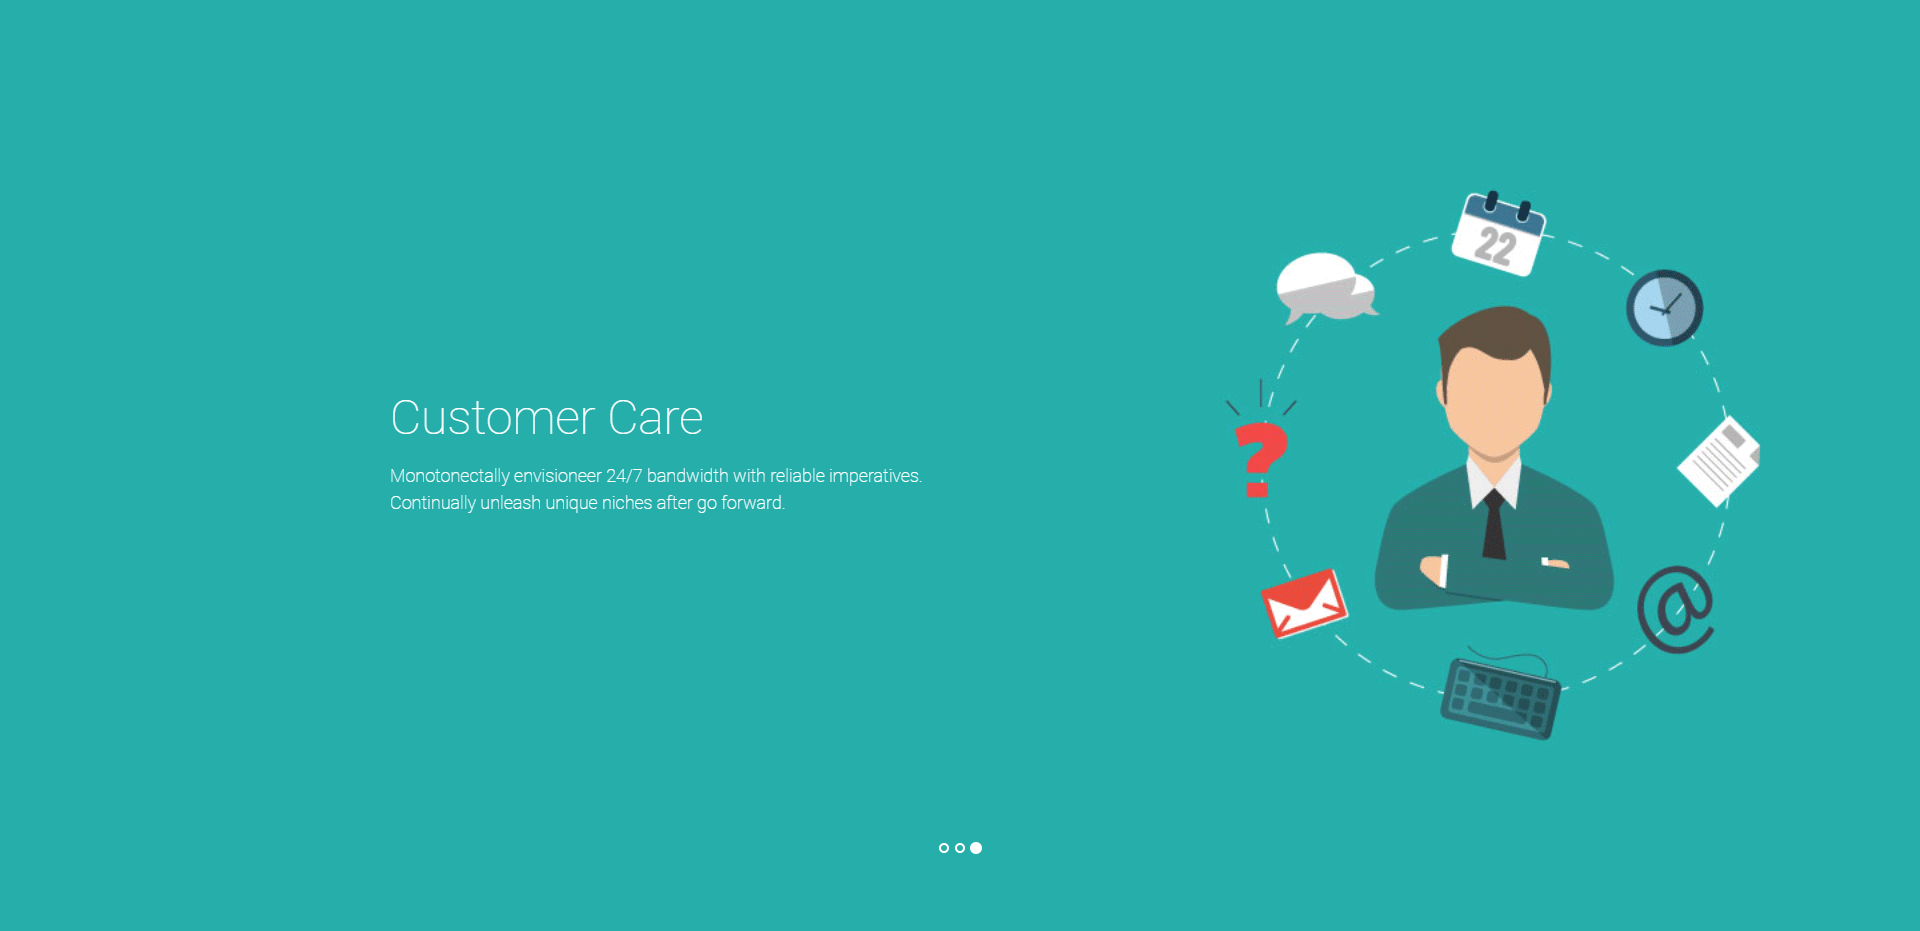 Customer Care
Monotonectally envisioneer 24/7 bandwidth with reliable imperatives.
Continually unleash unique niches after go forward.
22
?
@